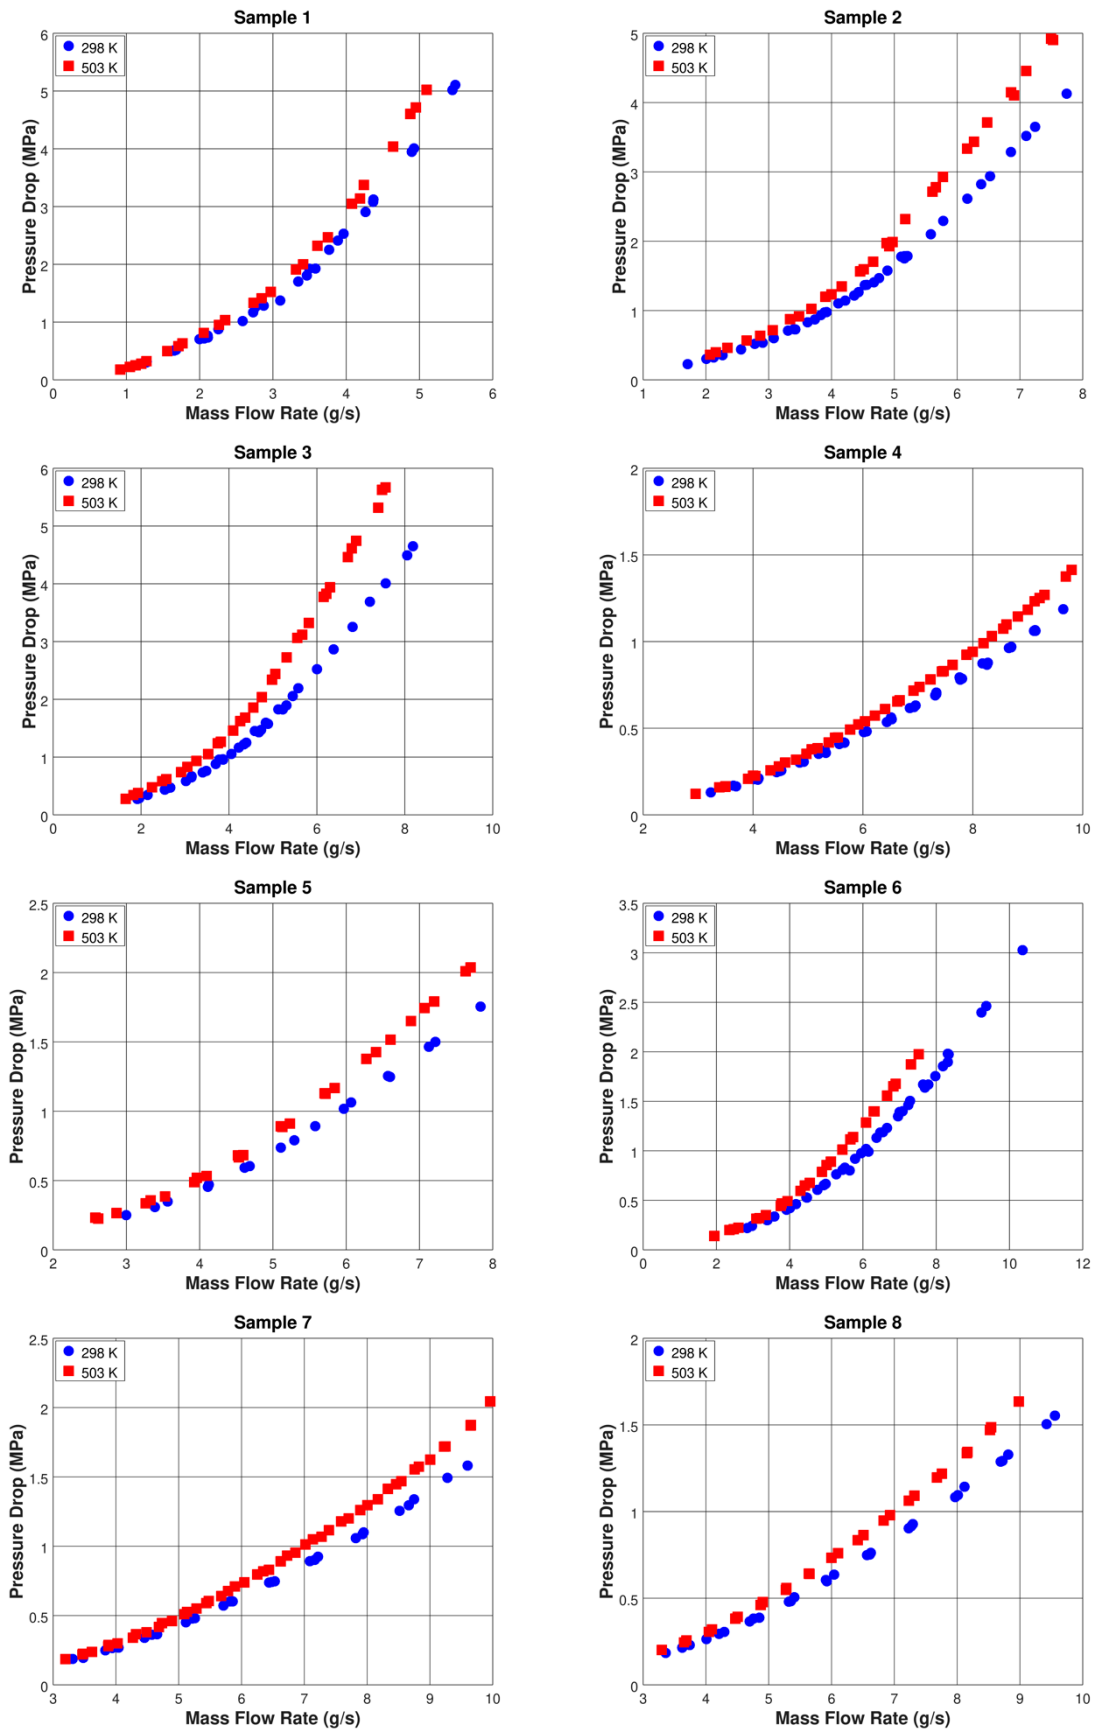 Sample 1
6
5
4
3
2
1
0
298 K
503 K
Pressure Drop (MPa)
0 1 2 3 4 5 6
Mass Flow Rate (g/s)
Sample 2
5
4
3
2
1
0
298 K
503 K
Pressure Drop (MPa)
1 2 3 4 5 6 7 8
Mass Flow Rate (g/s)
Sample 3
6
5
4
3
2
1
0
298 K
503 K
Pressure Drop (MPa)
0 2 4 6 8 10
Mass Flow Rate (g/s)
Sample 4
2
1.5
1
0.5
0
298 K
503 K
Pressure Drop (MPa)
2 4 6 8 10
Mass Flow Rate (g/s)
Sample 5
2.5
2
1.5
1
0.5
0
298 K
503 K
Pressure Drop (MPa)
2 3 4 5 6 7 8
Mass Flow Rate (g/s)
Sample 6
3.5
3
2.5
2
1.5
1
0.5
0
298 K
503 K
Pressure Drop (MPa)
0 2 4 6 8 10 12
Mass Flow Rate (g/s)
Sample 7
2.5
2
1.5
1
0.5
0
298 K
503 K
Pressure Drop (MPa)
3 4 5 6 7 8 9 10
Mass Flow Rate (g/s)
Sample 8
2
1.5
1
0.5
0
298 K
503 K
Pressure Drop (MPa)
3 4 5 6 7 8 9 10
Mass Flow Rate (g/s)